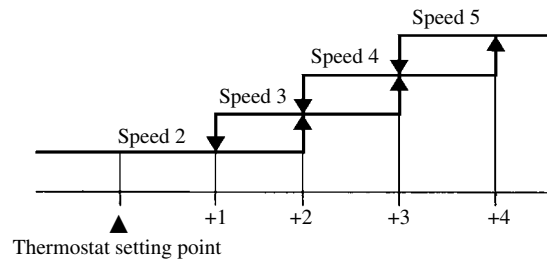 Speed 5
Speed 4
Speed 3
Speed 2
+1 +2 +3 +4
Thermostat setting point